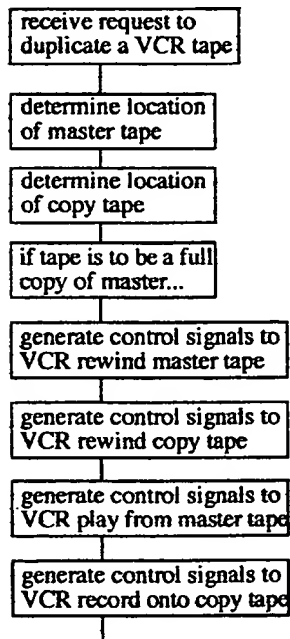 receive request to
duplicate a VCR tape
determine location
of master tape
determine location
of copy tape
if tape is to be a full
copy of master...
generate control signals to
VCR rewind master tape
generate control signals to
VCR rewind copy tape
generate control signals to
VCR play from master tape
generate control signals to
VCR record onto copy tape